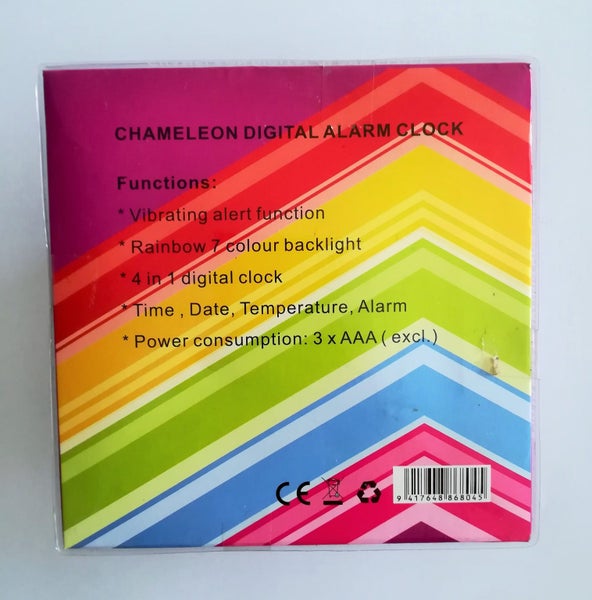 CHAMELEON DIGITAL ALARM CLOCK
Functions:
* Vibrating alert function
* Rainbow 7 colour backlight
* 4 in 1 digital clock
* Time , Date, Temperature, Alarm
* Power consumption: 3 x AAA ( excl.)
CE
9 417648 868045